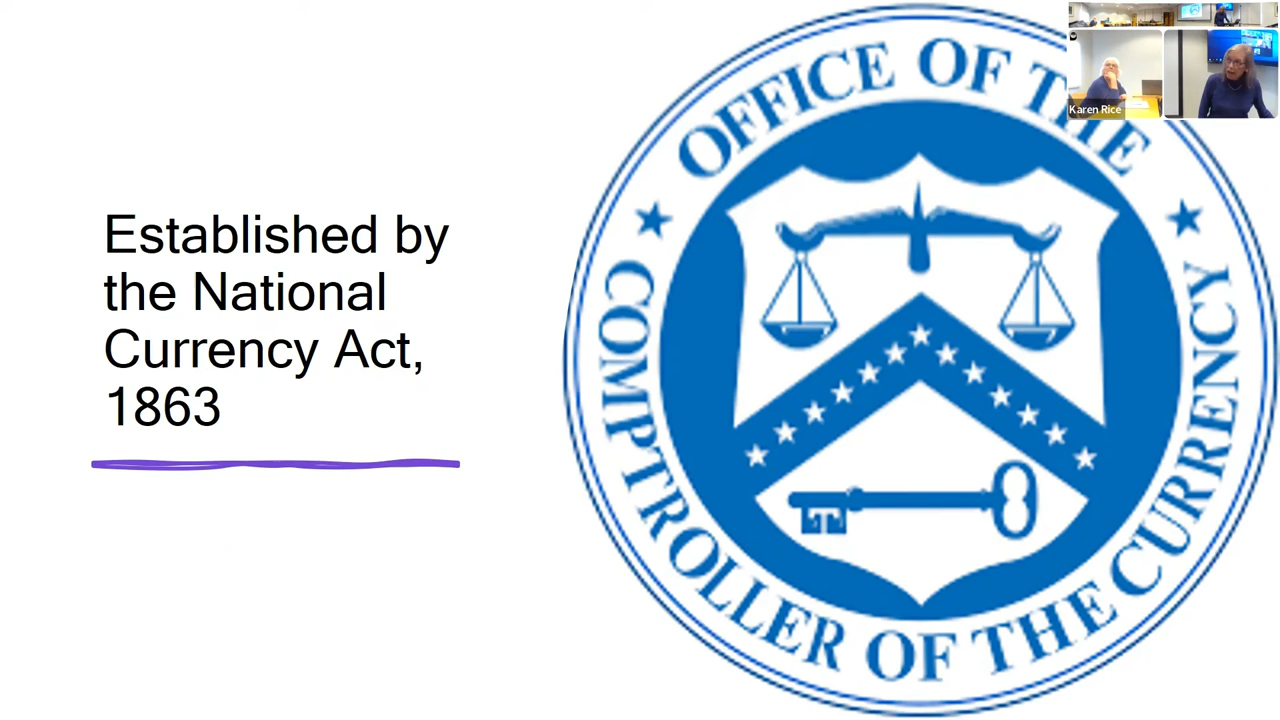 Established by
the National
Currency Act,
1863
OFFICE OF THE
COMPTROLLER OF THE CURRENCY
Karen Rice